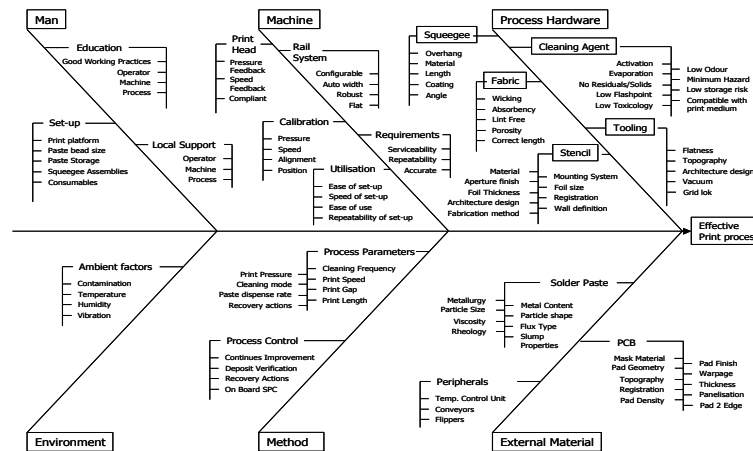 Man
Machine
Process Hardware
Education
Good Working Practices
Operator
Machine
Process
Set-up
Print platform
Paste bead size
Paste Storage
Squeegee Assemblies
Consumables
Local Support
Operator
Machine
Process
Print
Head
Pressure
Feedback
Speed
Feedback
Compliant
Rail
System
Configurable
Auto width
Robust
Flat
Calibration
Pressure
Speed
Alignment
Position
Requirements
Serviceability
Repeatability
Accurate
Utilisation
Ease of set-up
Speed of set-up
Ease of use
Repeatability of set-up
Squeegee
Overhang
Material
Length
Coating
Angle
Cleaning Agent
Activation
Evaporation
No Residuals/Solids
Low Flashpoint
Low Toxicology
Low Odour
Minimum Hazard
Low storage risk
Compatible with
print medium
Fabric
Wicking
Absorbency
Lint Free
Porosity
Correct length
Tooling
Flatness
Topography
Architecture design
Vacuum
Grid lok
Stencil
Material
Aperture finish
Foil Thickness
Architecture design
Fabrication method
Mounting System
Foil size
Registration
Wall definition
Effective
Print proces
Ambient factors
Contamination
Temperature
Humidity
Vibration
Process Parameters
Print Pressure
Cleaning mode
Paste dispense rate
Recovery actions
Cleaning Frequency
Print Speed
Print Gap
Print Length
Process Control
Continues Improvement
Deposit Verification
Recovery Actions
On Board SPC
Solder Paste
Metallurgy
Particle Size
Viscosity
Rheology
Metal Content
Particle shape
Flux Type
Slump
Properties
PCB
Mask Material
Pad Geometry
Topography
Registration
Pad Density
Pad Finish
Warpage
Thickness
Panelisation
Pad 2 Edge
Peripherals
Temp. Control Unit
Conveyors
Flippers
Environment
Method
External Material